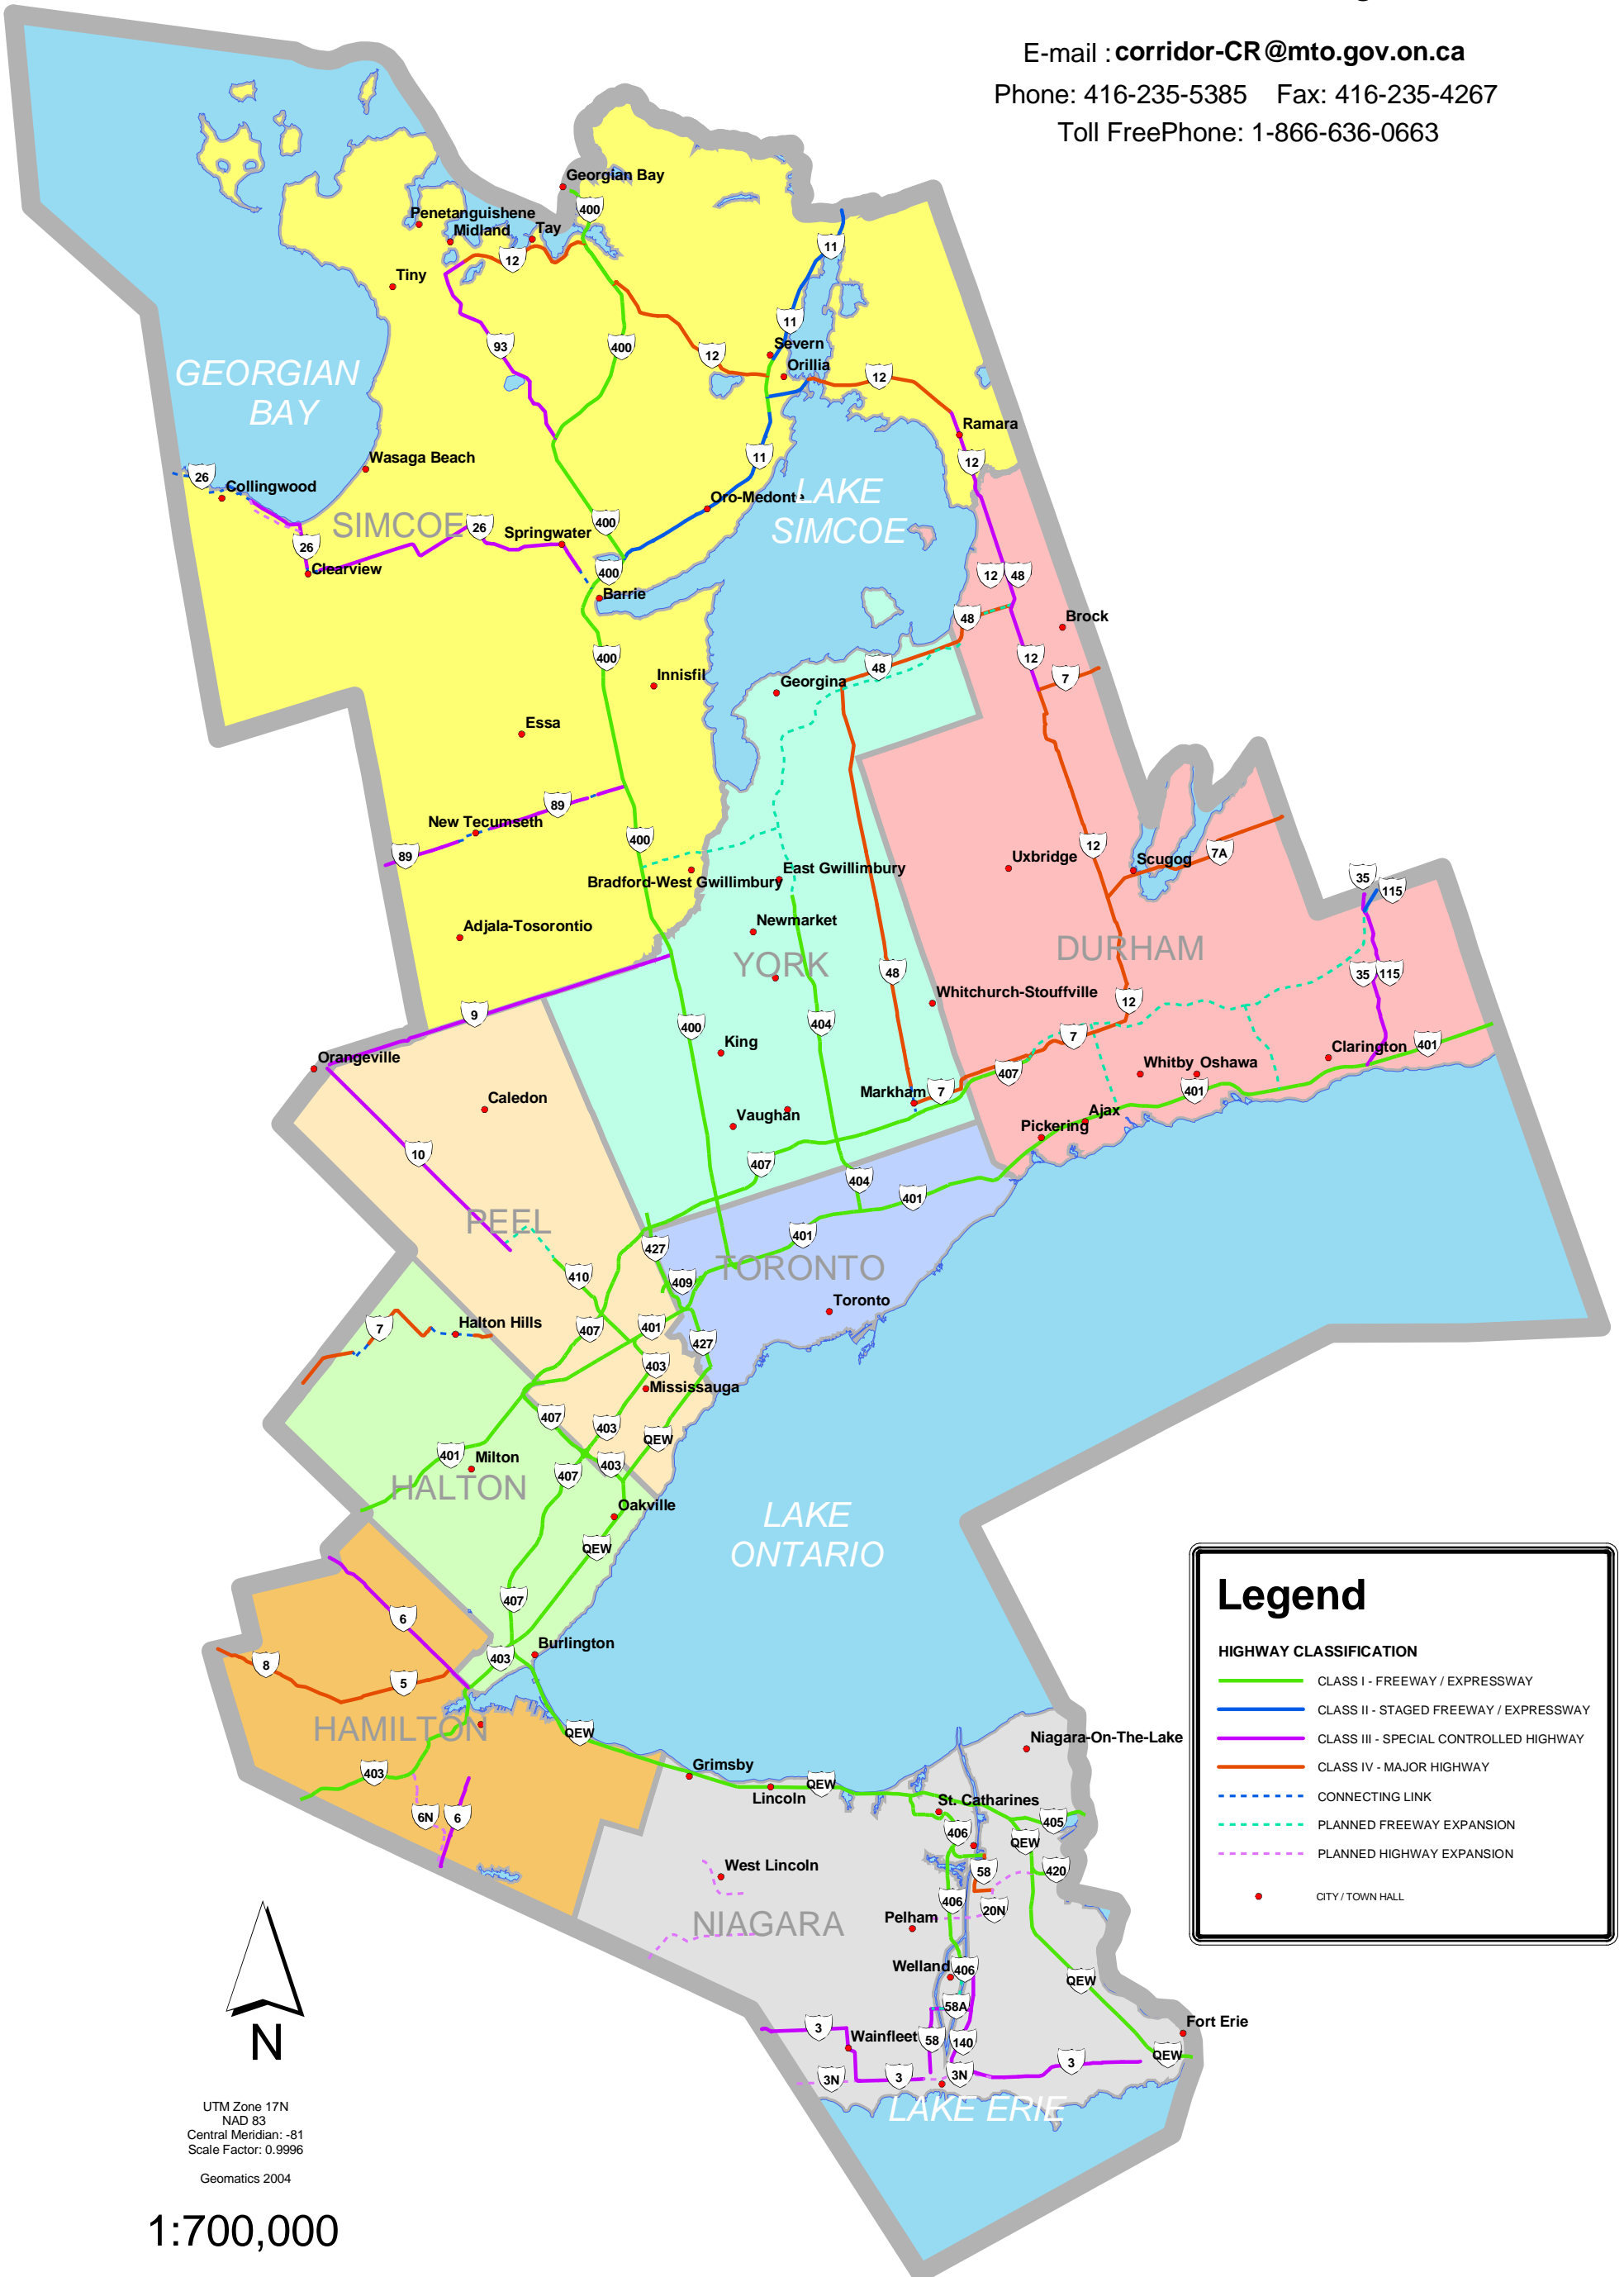 E-mail : corridor-CR@mto.gov.on.ca
Phone: 416-235-5385 Fax: 416-235-4267
Toll FreePhone: 1-866-636-0663
Georgian Bay
400
Penetanguishene
Midland
Tay
11
12
Tiny
11
93
400
12
Severn
Orillia
12
GEORGIAN
BAY
Ramara
12
11
Wasaga Beach
26
Collingwood
Oro-Medonte
LAKE
SIMCOE
SIMCOE
26
Springwater
400
26
Clearview
400
12
48
Barrie
48
Brock
400
48
12
7
Innisfil
Georgina
Essa
89
New Tecumseth
400
89
12
7A
Uxbridge
Scugog
Bradford-West Gwillimbury
East Gwillimbury
35
115
Adjala-Tosorontio
Newmarket
YORK
DURHAM
48
35
115
Whitchurch-Stouffville
12
9
400
404
7
King
Orangeville
407
Whitby
Oshawa
Clarington
401
Caledon
Markham
7
401
Vaughan
Ajax
Pickering
10
407
404
401
PEEL
401
427
TORONTO
410
409
Toronto
7
Halton Hills
407
401
427
403
Mississauga
407
403
QEW
401
Milton
407
403
HALTON
Oakville
LAKE
ONTARIO
QEW
407
6
Burlington
403
8
5
HAMILTON
QEW
Niagara-On-The-Lake
403
Grimsby
Lincoln
QEW
St. Catharines
6N
6
406
405
QEW
West Lincoln
58
420
406
20N
Pelham
NIAGARA
Welland
406
QEW
58A
3
Wainfleet
58
140
Fort Erie
QEW
3N
3
3N
3
LAKE ERIE
Legend
HIGHWAY CLASSIFICATION
CLASS I - FREEWAY / EXPRESSWAY
CLASS II - STAGED FREEWAY / EXPRESSWAY
CLASS III - SPECIAL CONTROLLED HIGHWAY
CLASS IV - MAJOR HIGHWAY
CONNECTING LINK
PLANNED FREEWAY EXPANSION
PLANNED HIGHWAY EXPANSION
CITY / TOWN HALL
N
UTM Zone 17N
NAD 83
Central Meridian: -81
Scale Factor: 0.9996
Geomatics 2004
1:700,000